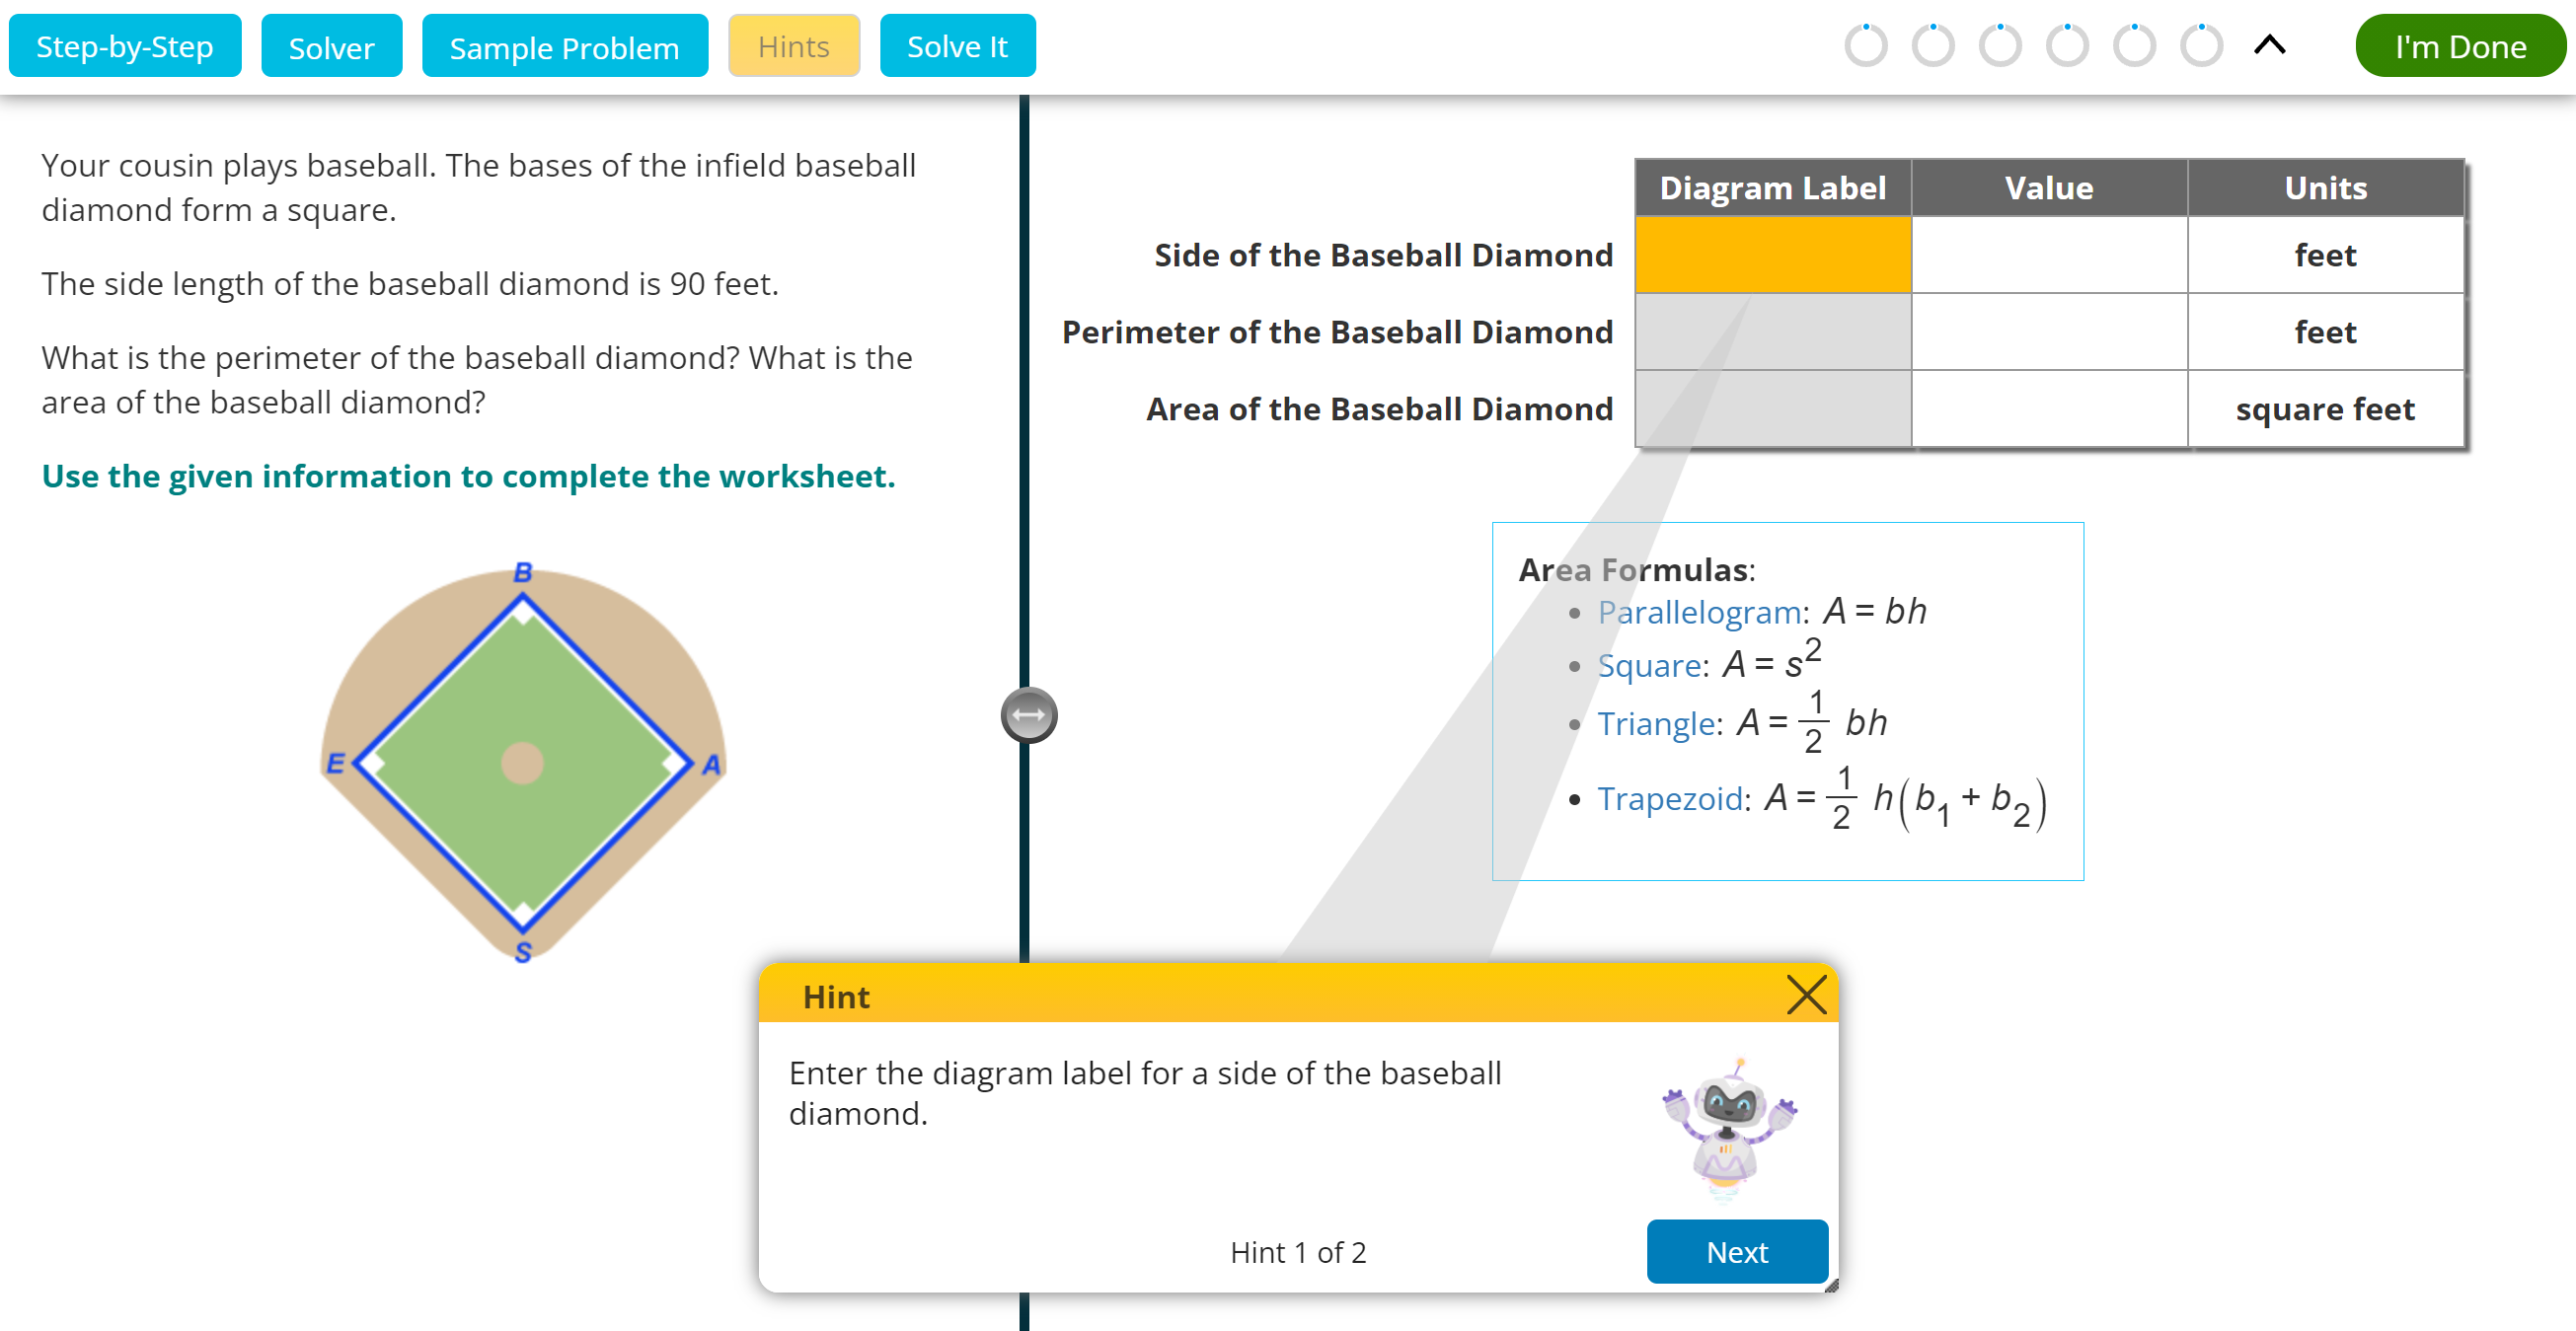 Step-by-Step
Solver
Sample Problem
Hints
Solve It
I'm Done
Your cousin plays baseball. The bases of the infield baseball
diamond form a square.
The side length of the baseball diamond is 90 feet.
What is the perimeter of the baseball diamond? What is the
area of the baseball diamond?
Use the given information to complete the worksheet.
B
E
A
S
Diagram Label Value Units
Side of the Baseball Diamond feet
Perimeter of the Baseball Diamond feet
Area of the Baseball Diamond square feet
Area Formulas:
• Parallelogram: A = bh
• Square: A = s²
• Triangle: A = 1/2 bh
• Trapezoid: A = 1/2 h(b₁ + b₂)
Hint
Enter the diagram label for a side of the baseball
diamond.
Hint 1 of 2
Next